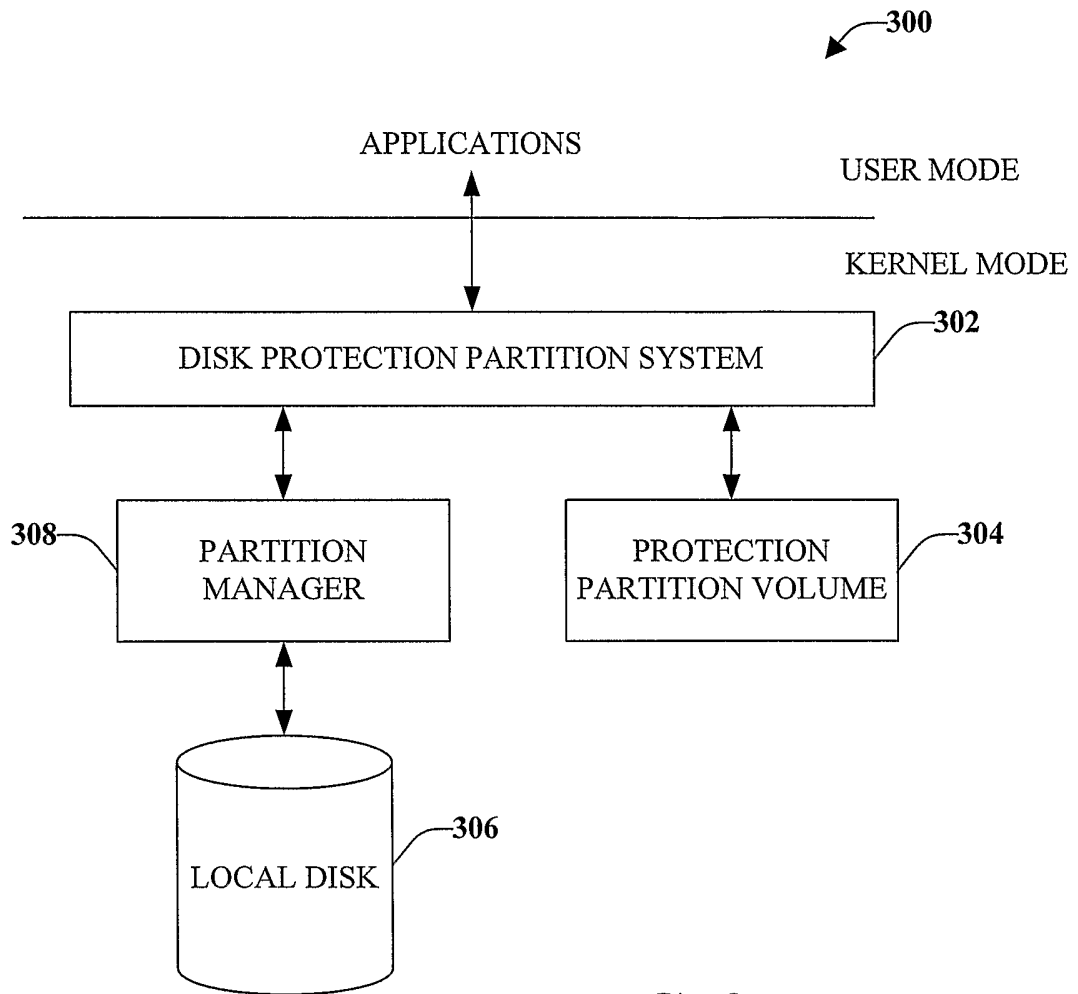 300
APPLICATIONS
USER MODE
KERNEL MODE
302
DISK PROTECTION PARTITION SYSTEM
308
PARTITION
MANAGER
PROTECTION
PARTITION VOLUME
304
306
LOCAL DISK